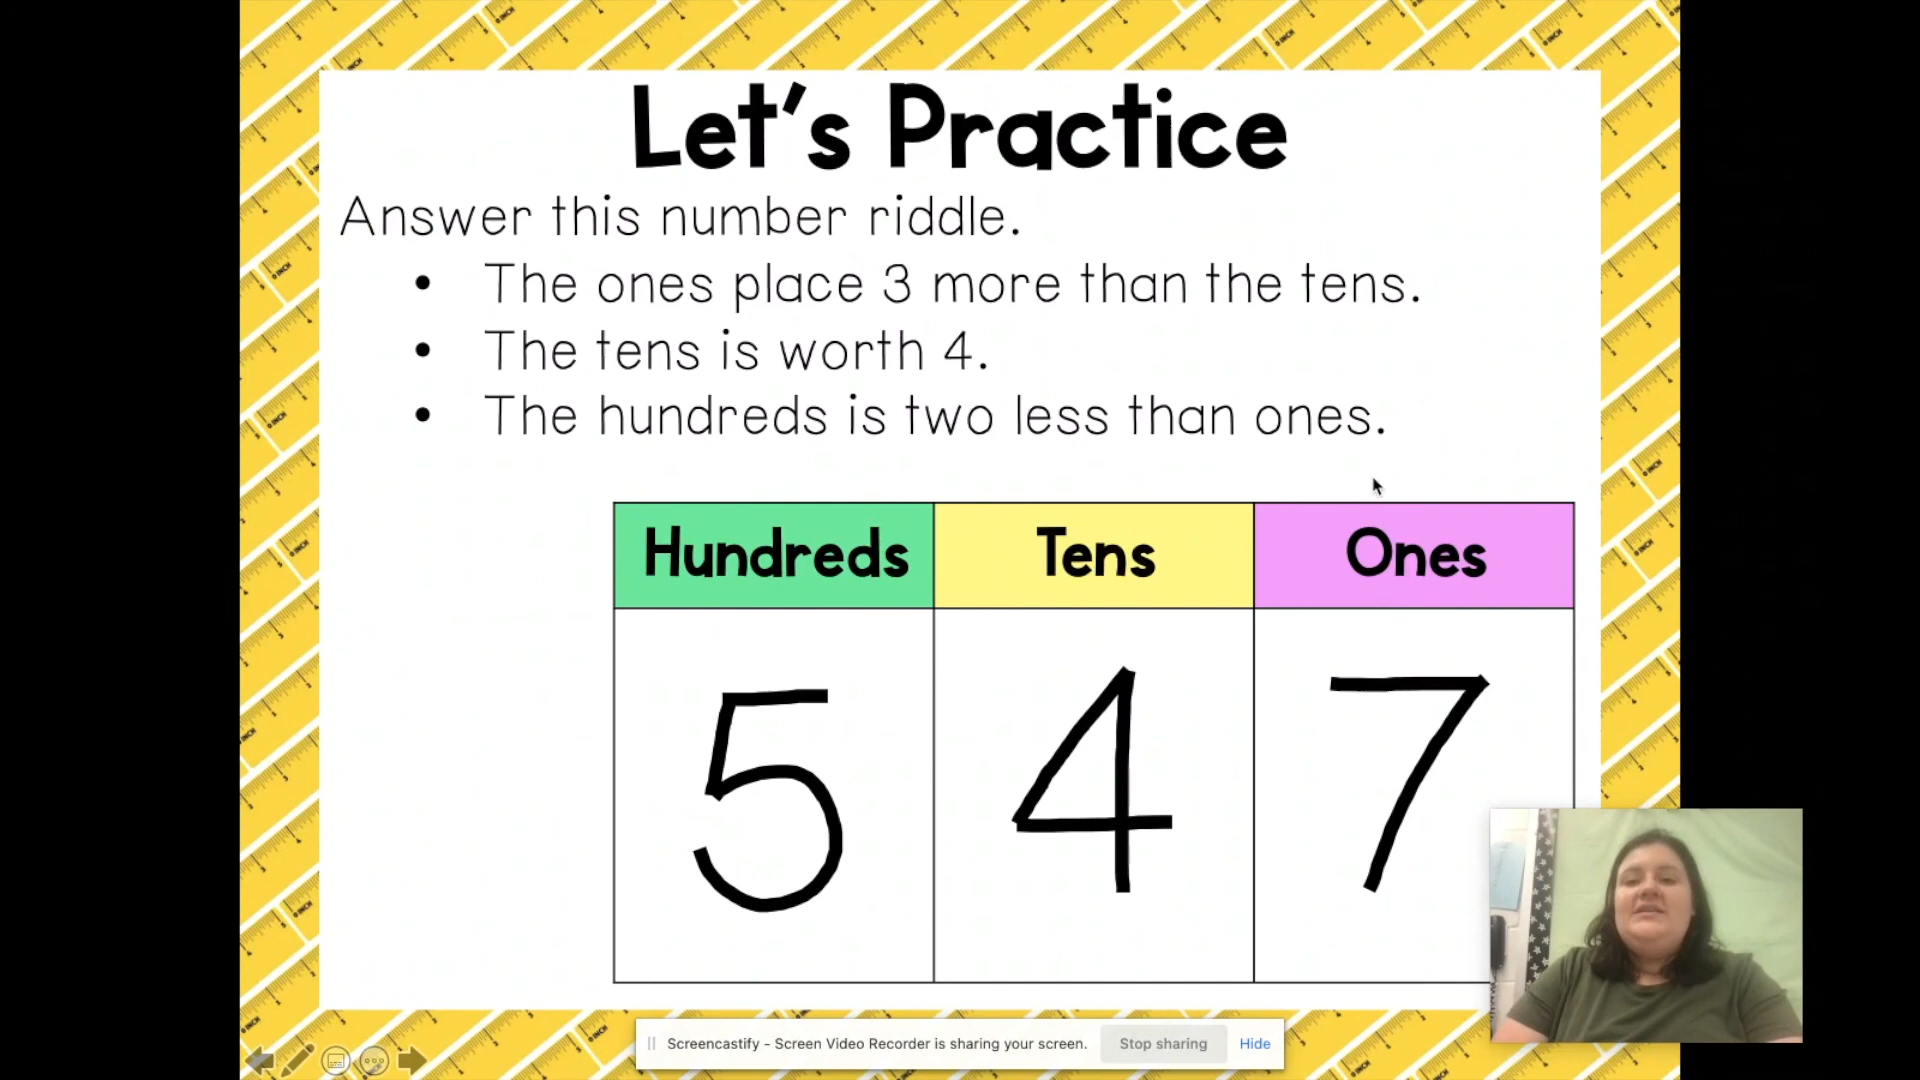 Let's Practice
Answer this number riddle.
• The ones place 3 more than the tens.
• The tens is worth 4.
• The hundreds is two less than ones.
Hundreds Tens Ones
5 4 7
Screencastify - Screen Video Recorder is sharing your screen. Stop sharing Hide